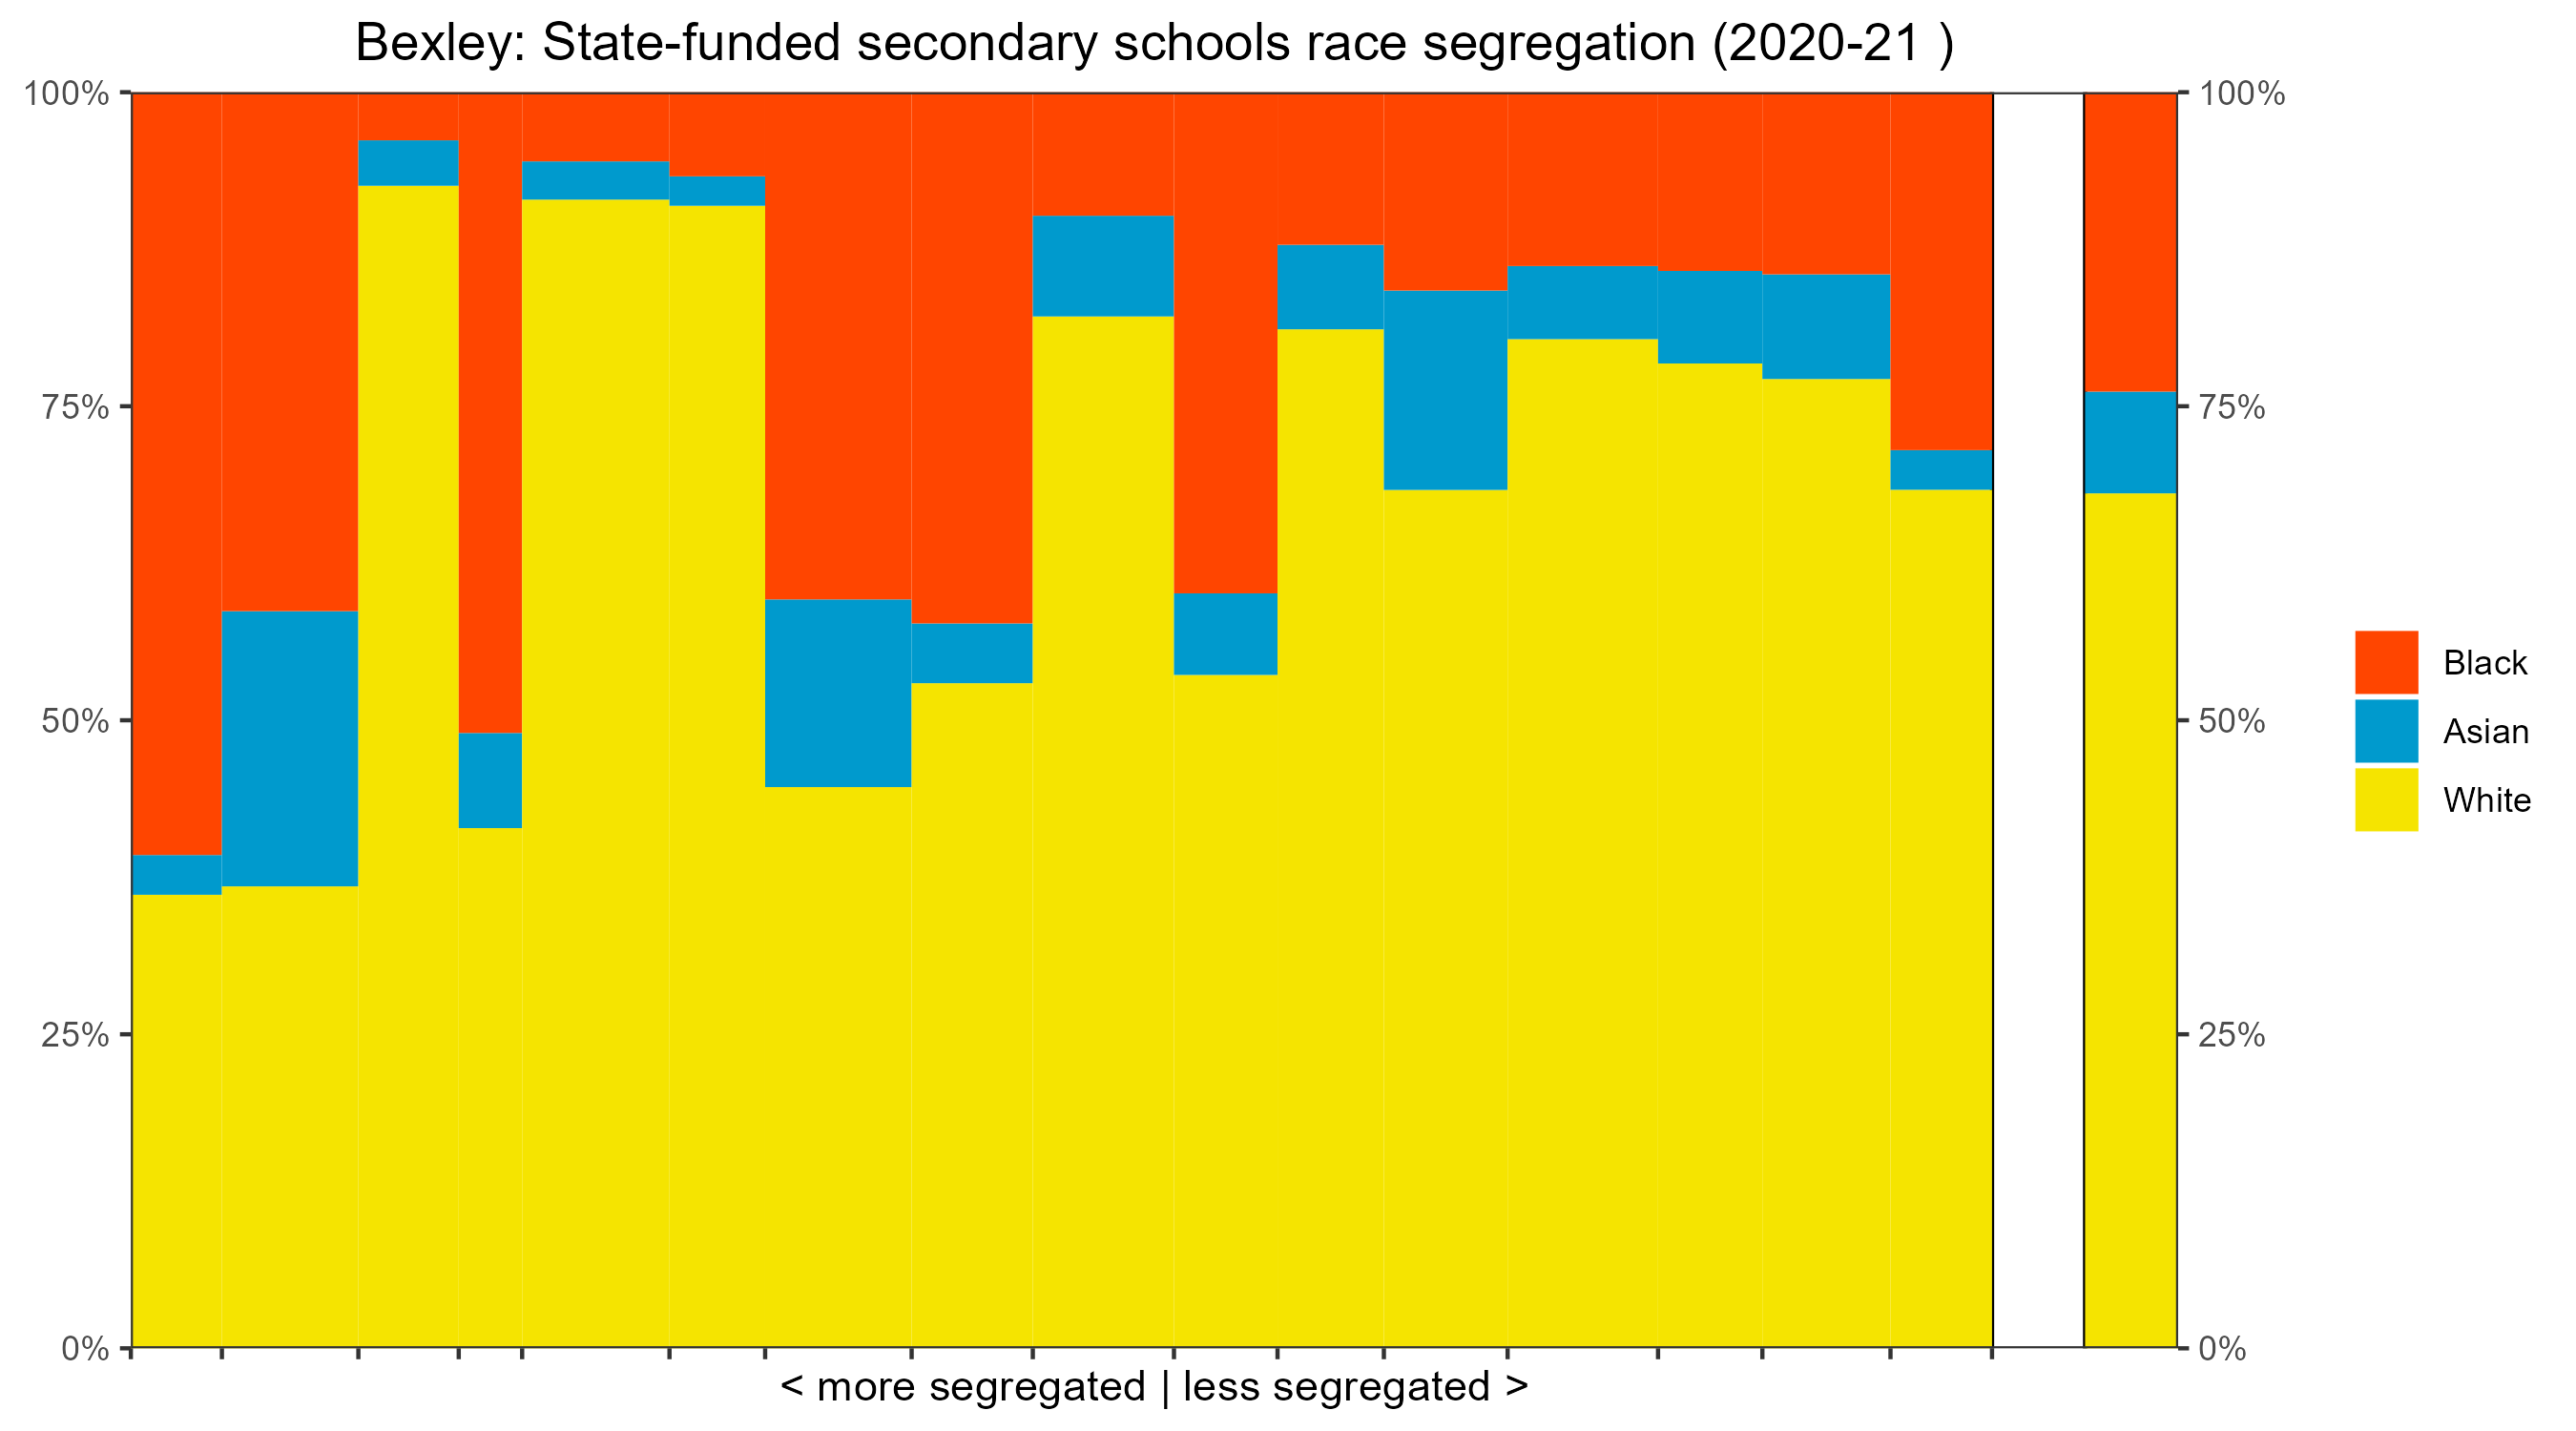 Bexley: State-funded secondary schools race segregation (2020-21 )
100%
100%
75%
75%
50%
50%
25%
25%
0%
0%
Black
Asian
White
< more segregated | less segregated >